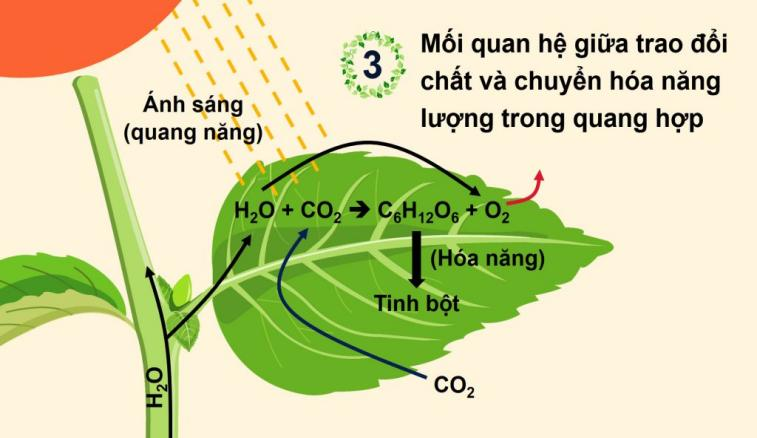 3
Mối quan hệ giữa trao đổi
chất và chuyển hóa năng
lượng trong quang hợp
Ánh sáng
(quang năng)
H₂O + CO₂ ➔ C₆H₁₂O₆ + O₂
(Hóa năng)
Tinh bột
H₂O
CO₂